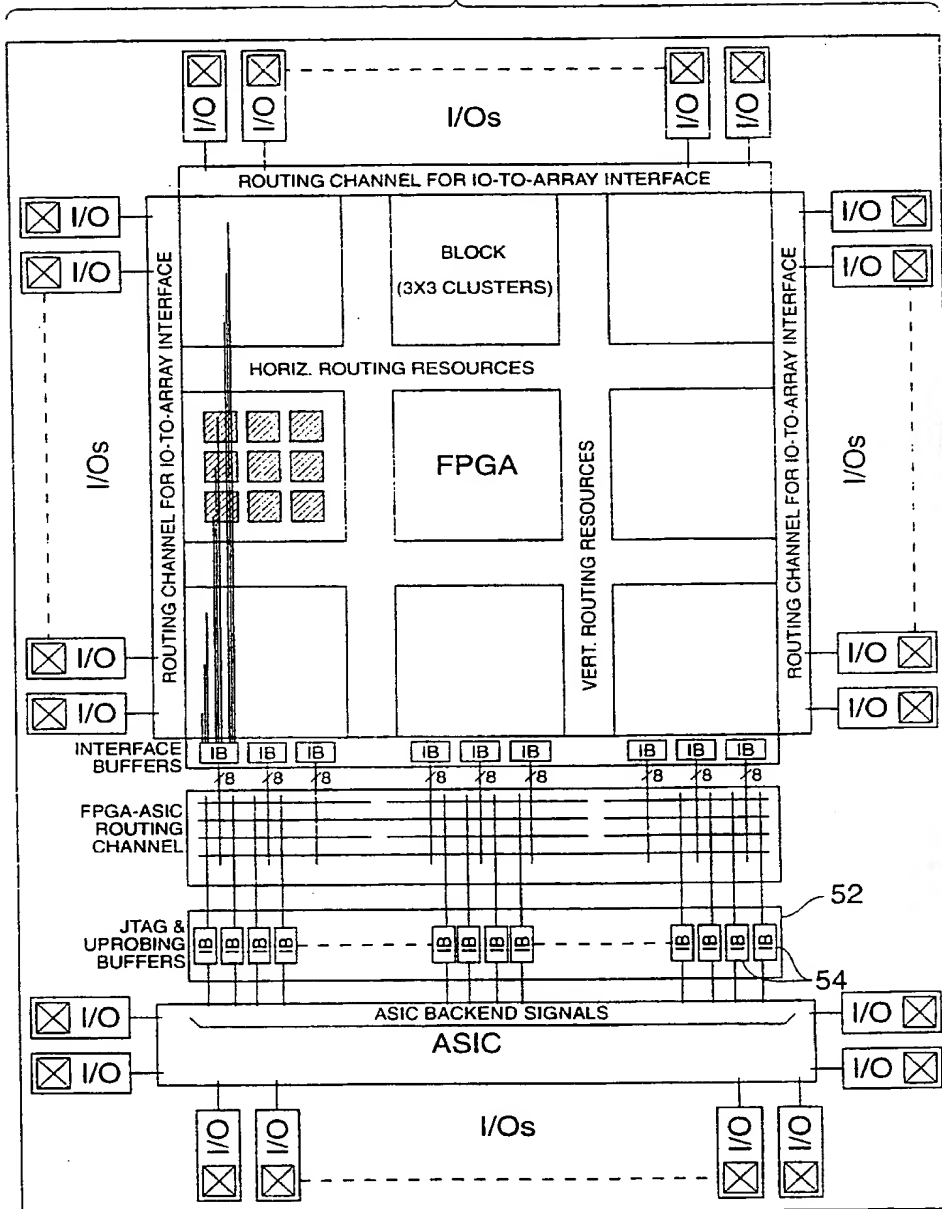 I/O
I/O
I/O
I/O
I/Os
ROUTING CHANNEL FOR IO-TO-ARRAY INTERFACE
I/O
I/O
I/O
I/O
BLOCK
(3X3 CLUSTERS)
ROUTING CHANNEL FOR IO-TO-ARRAY INTERFACE
HORIZ. ROUTING RESOURCES
ROUTING CHANNEL FOR IO-TO-ARRAY INTERFACE
I/Os
FPGA
I/Os
VERT. ROUTING RESOURCES
I/O
I/O
I/O
I/O
INTERFACE
BUFFERS
IB
IB
IB
IB
IB
IB
IB
IB
IB
8
8
8
8
8
8
8
8
8
FPGA-ASIC
ROUTING
CHANNEL
52
JTAG &
UPROBING
BUFFERS
IB
IB
IB
IB
IB
IB
IB
IB
IB
IB
IB
IB
54
ASIC BACKEND SIGNALS
ASIC
I/O
I/O
I/O
I/O
I/O
I/O
I/Os
I/O
I/O